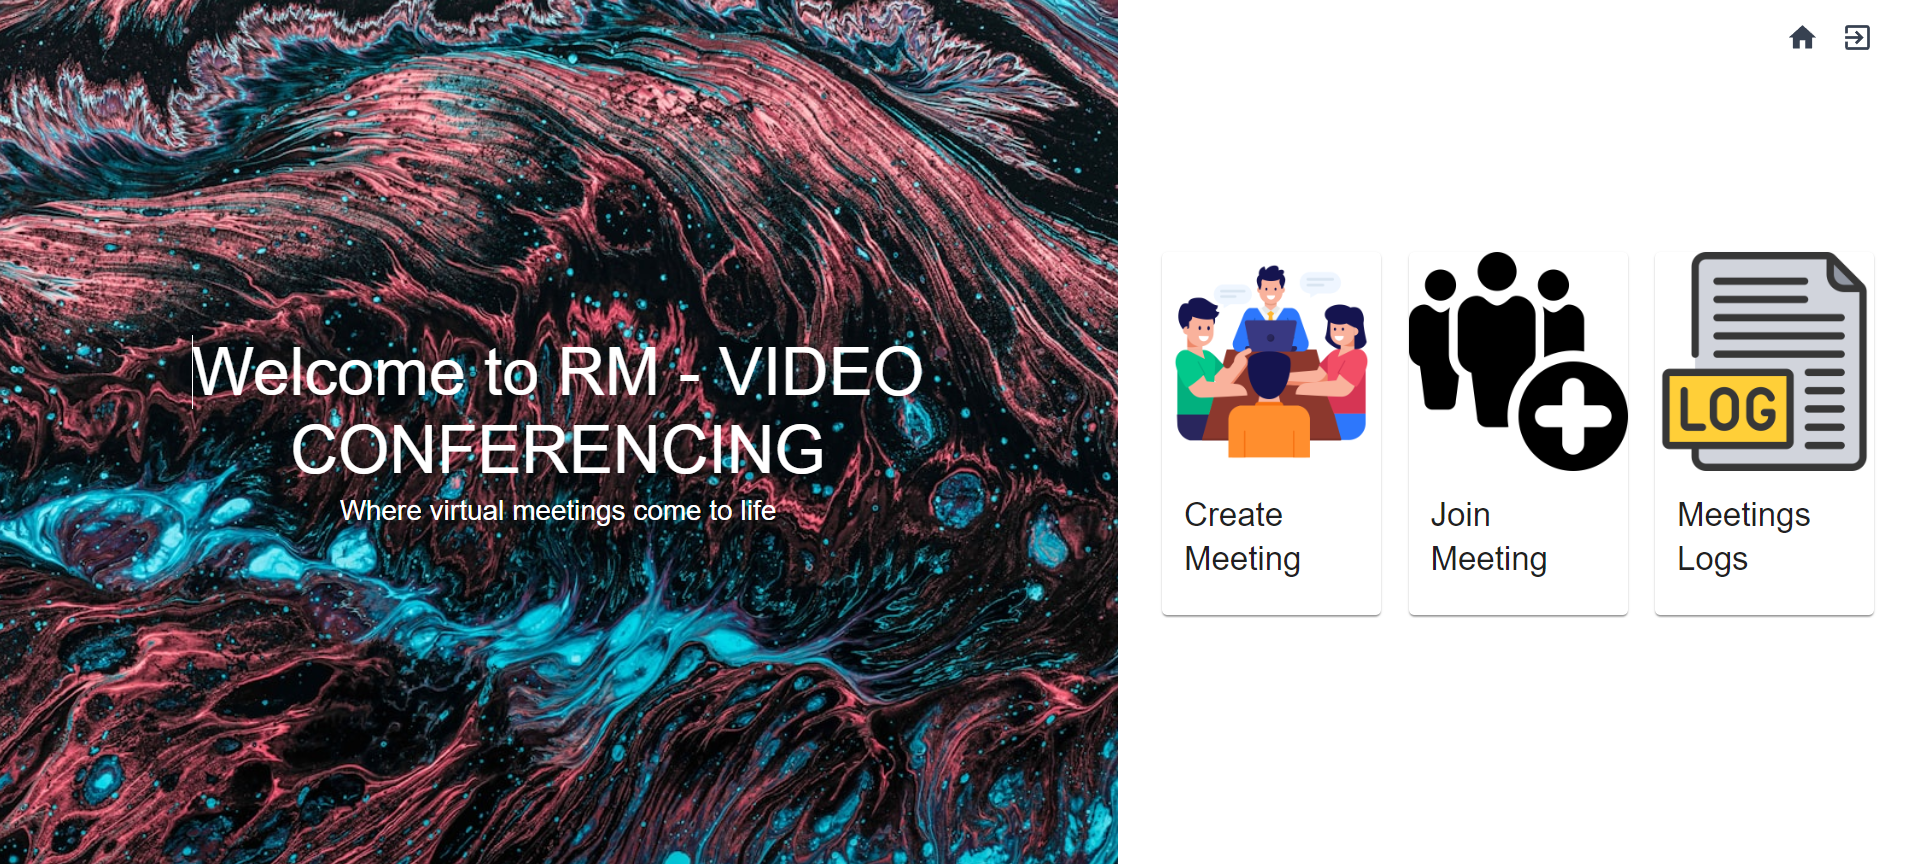 Welcome to RM - VIDEO
CONFERENCING
Where virtual meetings come to life
Create
Meeting
Join
Meeting
LOG
Meetings
Logs